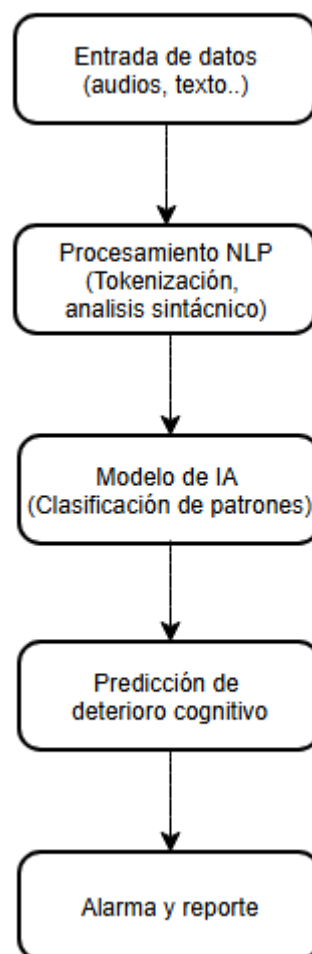 Entrada de datos
(audios, texto..)
Procesamiento NLP
(Tokenización,
analisis sintácnico)
Modelo de IA
(Clasificación de patrones)
Predicción de
deterioro cognitivo
Alarma y reporte